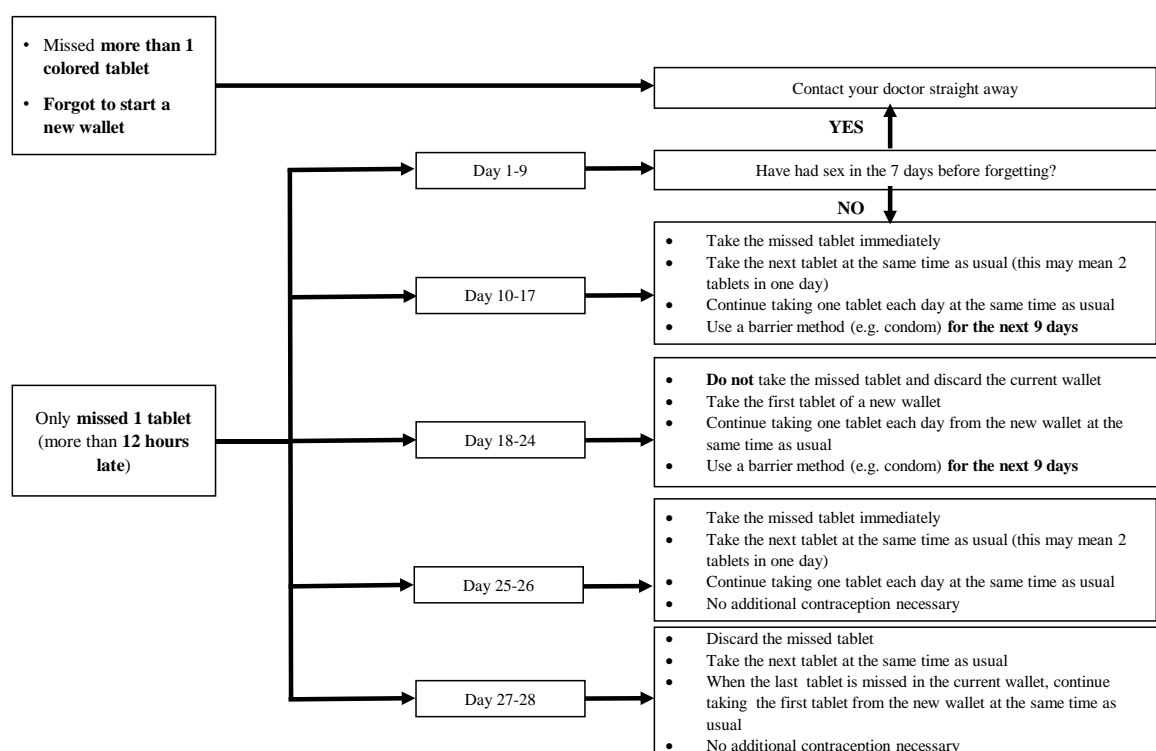 • Missed more than 1
colored tablet
• Forgot to start a
new wallet
Contact your doctor straight away
YES
Day 1-9
Have had sex in the 7 days before forgetting?
NO
Day 10-17
• Take the missed tablet immediately
• Take the next tablet at the same time as usual (this may mean 2
tablets in one day)
• Continue taking one tablet each day at the same time as usual
• Use a barrier method (e.g. condom) for the next 9 days
Only missed 1 tablet
(more than 12 hours
late)
Day 18-24
• Do not take the missed tablet and discard the current wallet
• Take the first tablet of a new wallet
• Continue taking one tablet each day from the new wallet at the
same time as usual
• Use a barrier method (e.g. condom) for the next 9 days
Day 25-26
• Take the missed tablet immediately
• Take the next tablet at the same time as usual (this may mean 2
tablets in one day)
• Continue taking one tablet each day at the same time as usual
• No additional contraception necessary
Day 27-28
• Discard the missed tablet
• Take the next tablet at the same time as usual
• When the last tablet is missed in the current wallet, continue
taking the first tablet from the new wallet at the same time as
usual
• No additional contraception necessary